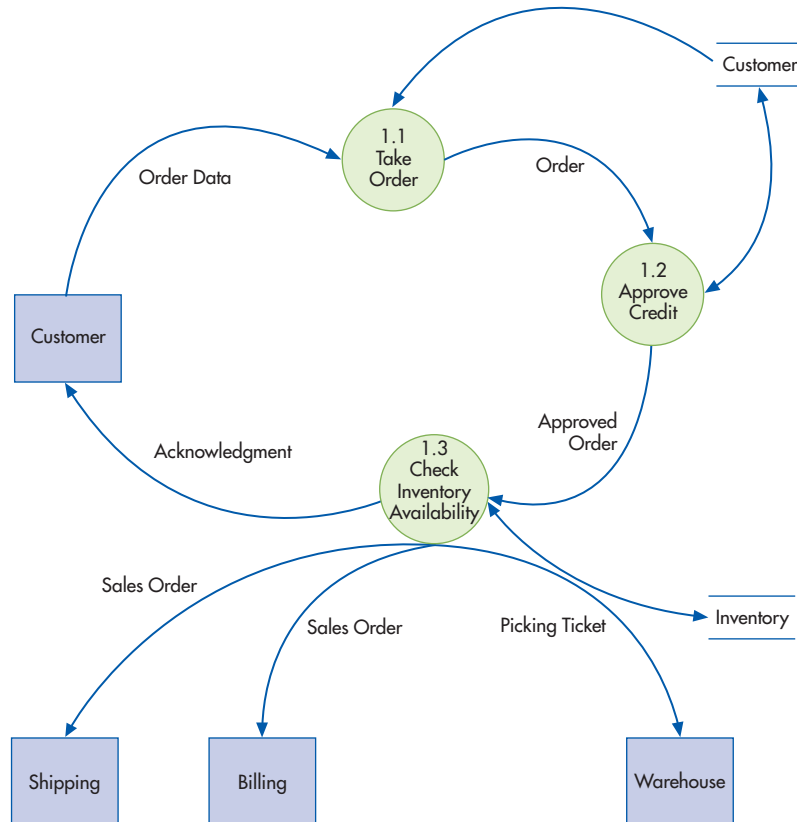 Customer
1.1
Take
Order
Order Data
Order
1.2
Approve
Credit
Customer
Approved
Order
Acknowledgment
1.3
Check
Inventory
Availability
Sales Order
Sales Order
Picking Ticket
Inventory
Shipping
Billing
Warehouse